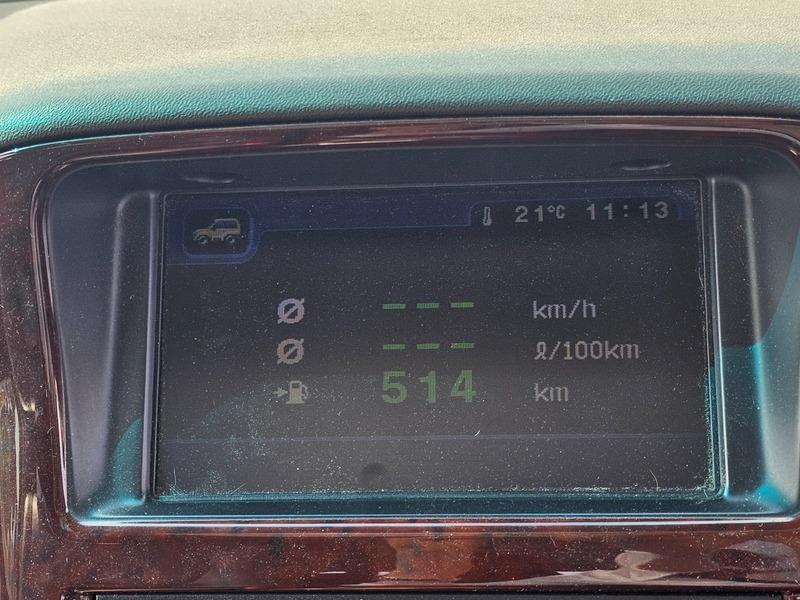 21°C 11:13
Ø --- km/h
Ø --- ℓ/100km
514 km